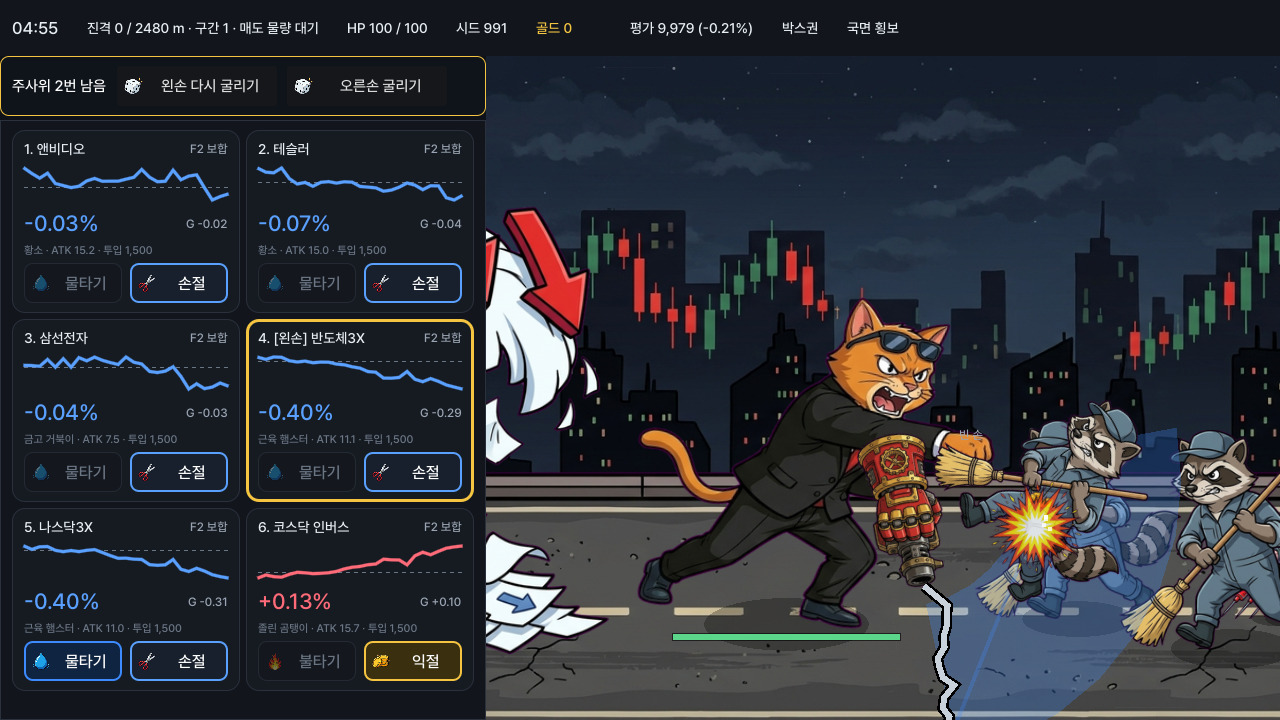 04:55 진격 0 / 2480 m · 구간 1 · 매도 물량 대기 HP 100 / 100 시드 991 골드 0 평가 9,979 (-0.21%) 박스권 국면 횡보
주사위 2번 남음 왼손 다시 굴리기 오른손 굴리기
1. 앤비디오 F2 보합
-0.03% G -0.02
황소 · ATK 15.2 · 투입 1,500
물타기 손절
2. 테슬러 F2 보합
-0.07% G -0.04
황소 · ATK 15.0 · 투입 1,500
물타기 손절
3. 삼선전자 F2 보합
-0.04% G -0.03
금고 거북이 · ATK 7.5 · 투입 1,500
물타기 손절
4. [왼손] 반도체3X F2 보합
-0.40% G -0.29
근육 햄스터 · ATK 11.1 · 투입 1,500
물타기 손절
5. 나스닥3X F2 보합
-0.40% G -0.31
근육 햄스터 · ATK 11.0 · 투입 1,500
물타기 손절
6. 코스닥 인버스 F2 보합
+0.13% G +0.10
졸린 곰탱이 · ATK 15.7 · 투입 1,500
불타기 익절